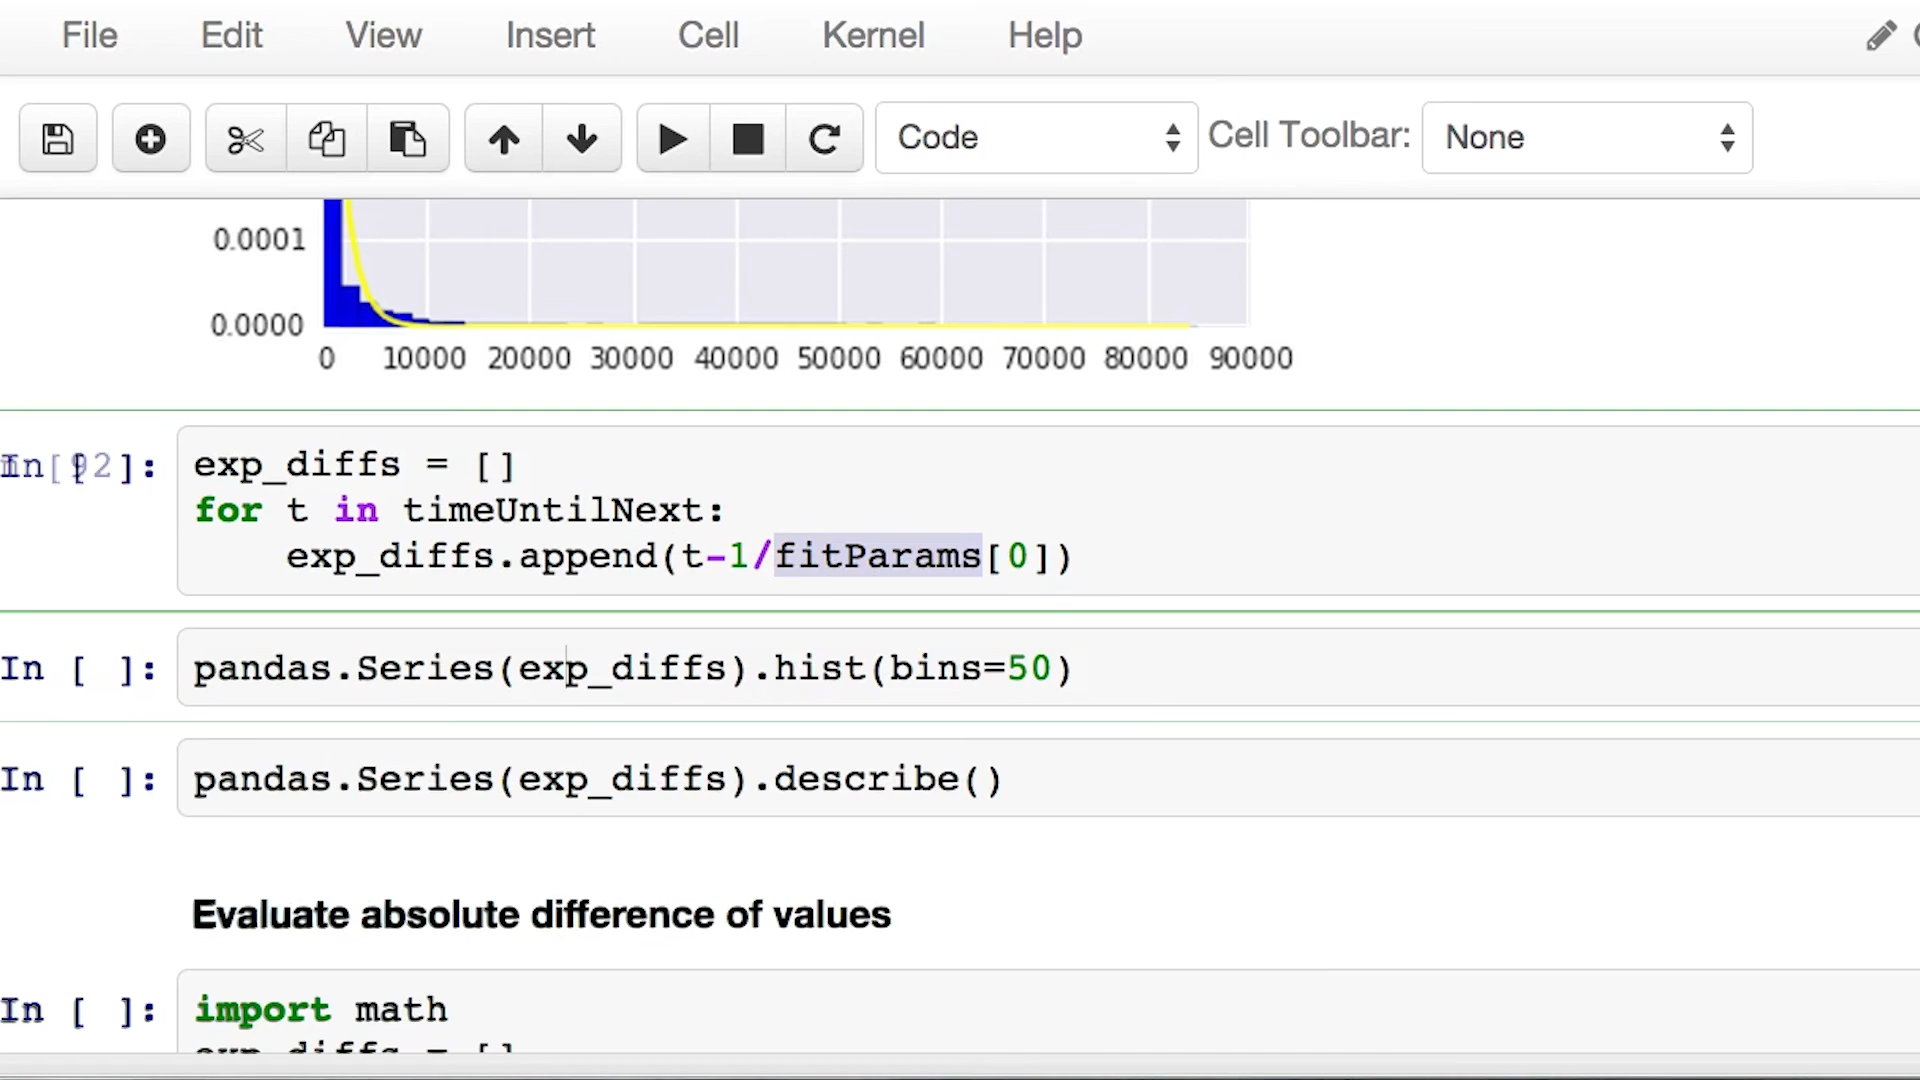 File Edit View Insert Cell Kernel Help
Code Cell Toolbar: None
0.0001
0.0000
0 10000 20000 30000 40000 50000 60000 70000 80000 90000
exp_diffs = []
for t in timeUntilNext:
exp_diffs.append(t-1/fitParams[0])
In [ ]: pandas.Series(exp_diffs).hist(bins=50)
In [ ]: pandas.Series(exp_diffs).describe()
Evaluate absolute difference of values
In [ ]: import math
exp_diffs = []